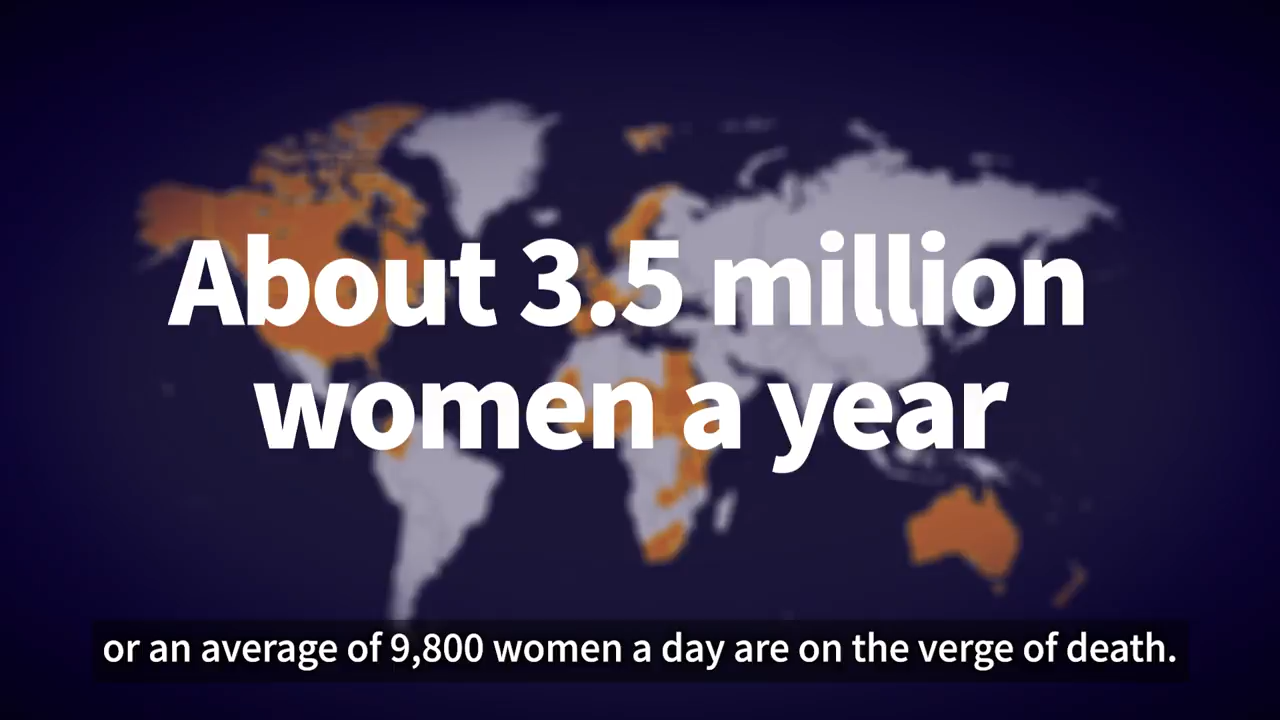 About 3.5 million
women a year
or an average of 9,800 women a day are on the verge of death.